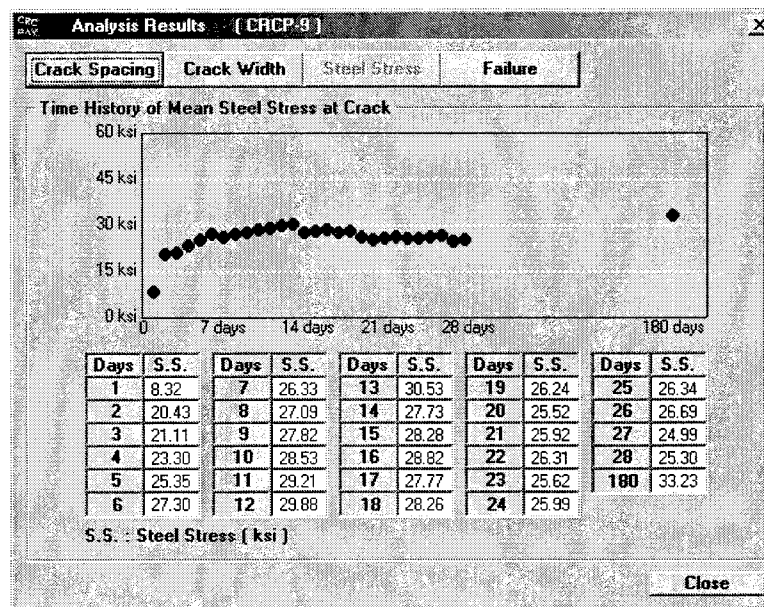 CRC PAV Analysis Results [ CRCP-9 ] X
Crack Spacing Crack Width Steel Stress Failure
Time History of Mean Steel Stress at Crack
60 ksi
45 ksi
30 ksi
15 ksi
0 ksi
0 7 days 14 days 21 days 28 days 180 days
Days S.S. Days S.S. Days S.S. Days S.S. Days S.S.
1 8.32 7 26.33 13 30.53 19 26.24 25 26.34
2 20.43 8 27.09 14 27.73 20 25.52 26 26.69
3 21.11 9 27.82 15 28.28 21 25.92 27 24.99
4 23.30 10 28.53 16 28.82 22 26.31 28 25.30
5 25.35 11 29.21 17 27.77 23 25.62 180 33.23
6 27.30 12 29.88 18 28.26 24 25.99
S.S. : Steel Stress [ ksi ]
Close